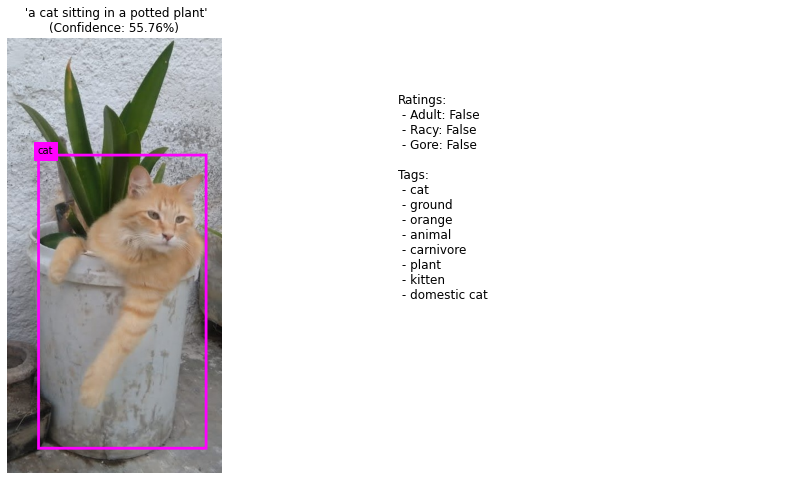 'a cat sitting in a potted plant'
(Confidence: 55.76%)
cat
Ratings:
- Adult: False
- Racy: False
- Gore: False
Tags:
- cat
- ground
- orange
- animal
- carnivore
- plant
- kitten
- domestic cat